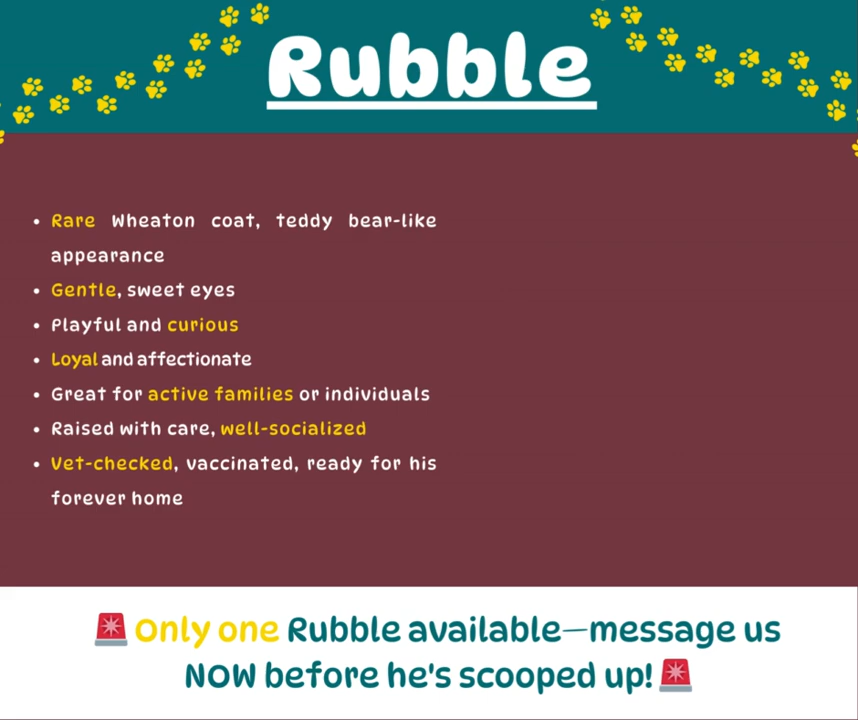 Rubble
• Rare Wheaton coat, teddy bear-like
appearance
• Gentle, sweet eyes
• Playful and curious
• Loyal and affectionate
• Great for active families or individuals
• Raised with care, well-socialized
• Vet-checked, vaccinated, ready for his
forever home
🚨 Only one Rubble available—message us
NOW before he's scooped up! 🚨